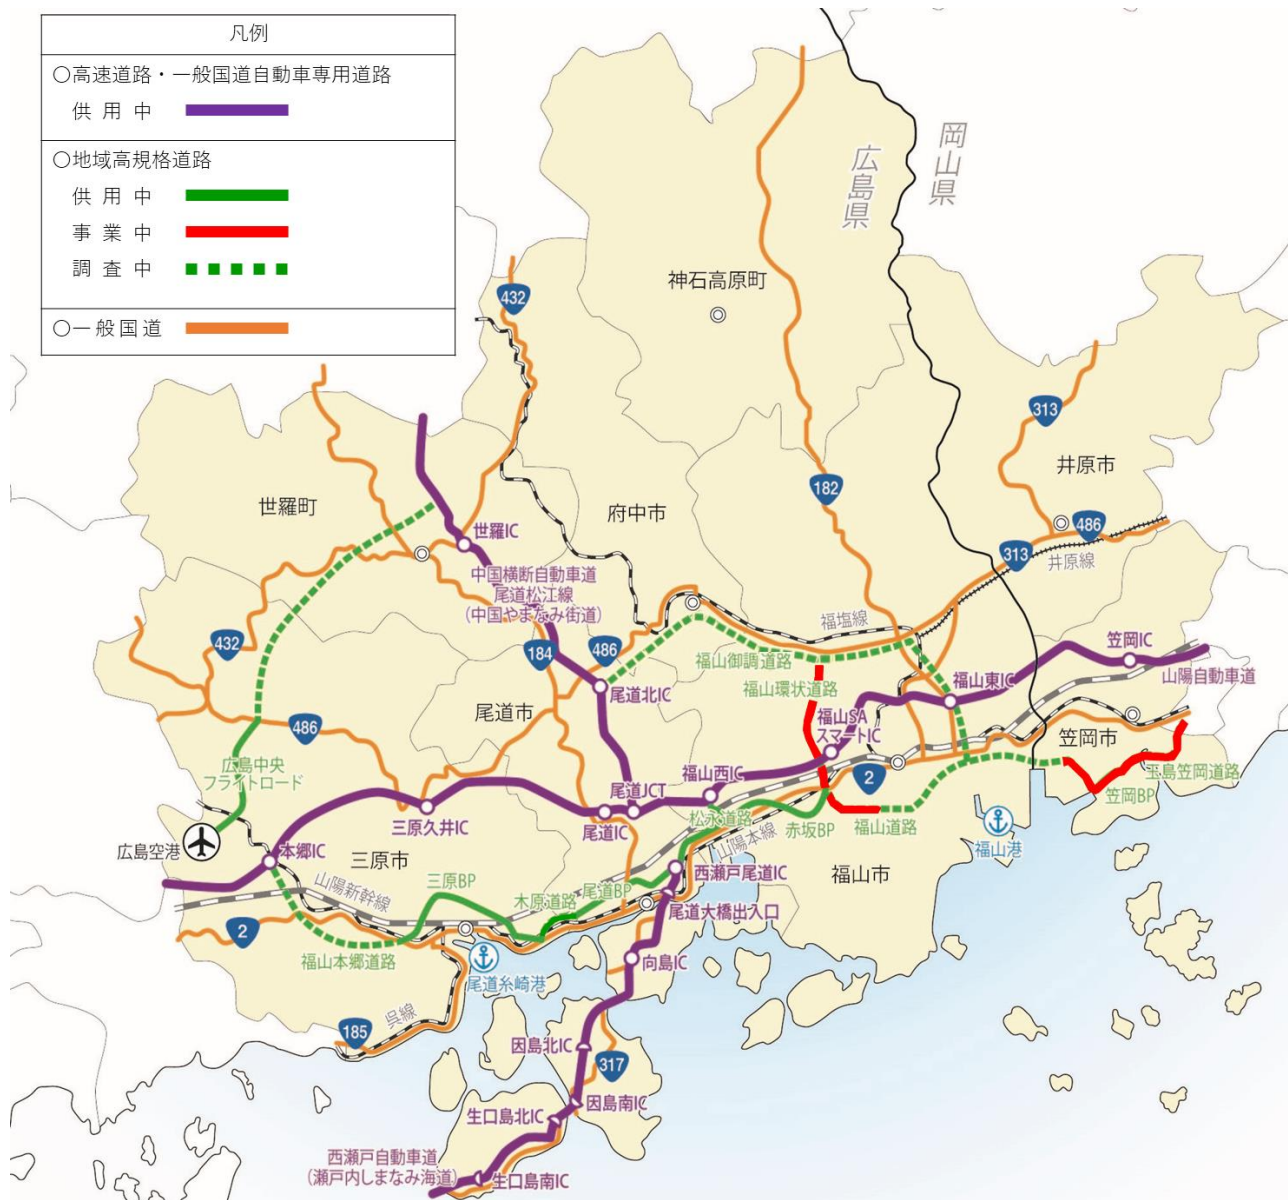 凡例
○高速道路・一般国道自動車専用道路
供用中
○地域高規格道路
供用中
事業中
調査中
○一般国道
広島県
岡山県
432
神石高原町
313
井原市
182
486
世羅町
世羅IC
府中市
313
井原線
中国横断自動車道
尾道松江線
(中国やまなみ街道)
432
184
486
福塩線
福山御調道路
笠岡IC
山陽自動車道
尾道北IC
福山環状道路
福山東IC
尾道市
486
福山SA
スマートIC
笠岡市
広島中央
フライトロード
福山西IC
2
玉島笠岡道路
笠岡BP
尾道JCT
三原久井IC
尾道IC
松永道路
赤坂BP
福山道路
福山港
広島空港
本郷IC
三原市
山陽本線
西瀬戸尾道IC
福山市
山陽新幹線
三原BP
木原道路
尾道BP
尾道大橋出入口
2
福山本郷道路
向島IC
尾道糸崎港
185
呉線
因島北IC
317
因島南IC
生口島北IC
西瀬戸自動車道
(瀬戸内しまなみ海道)
生口島南IC